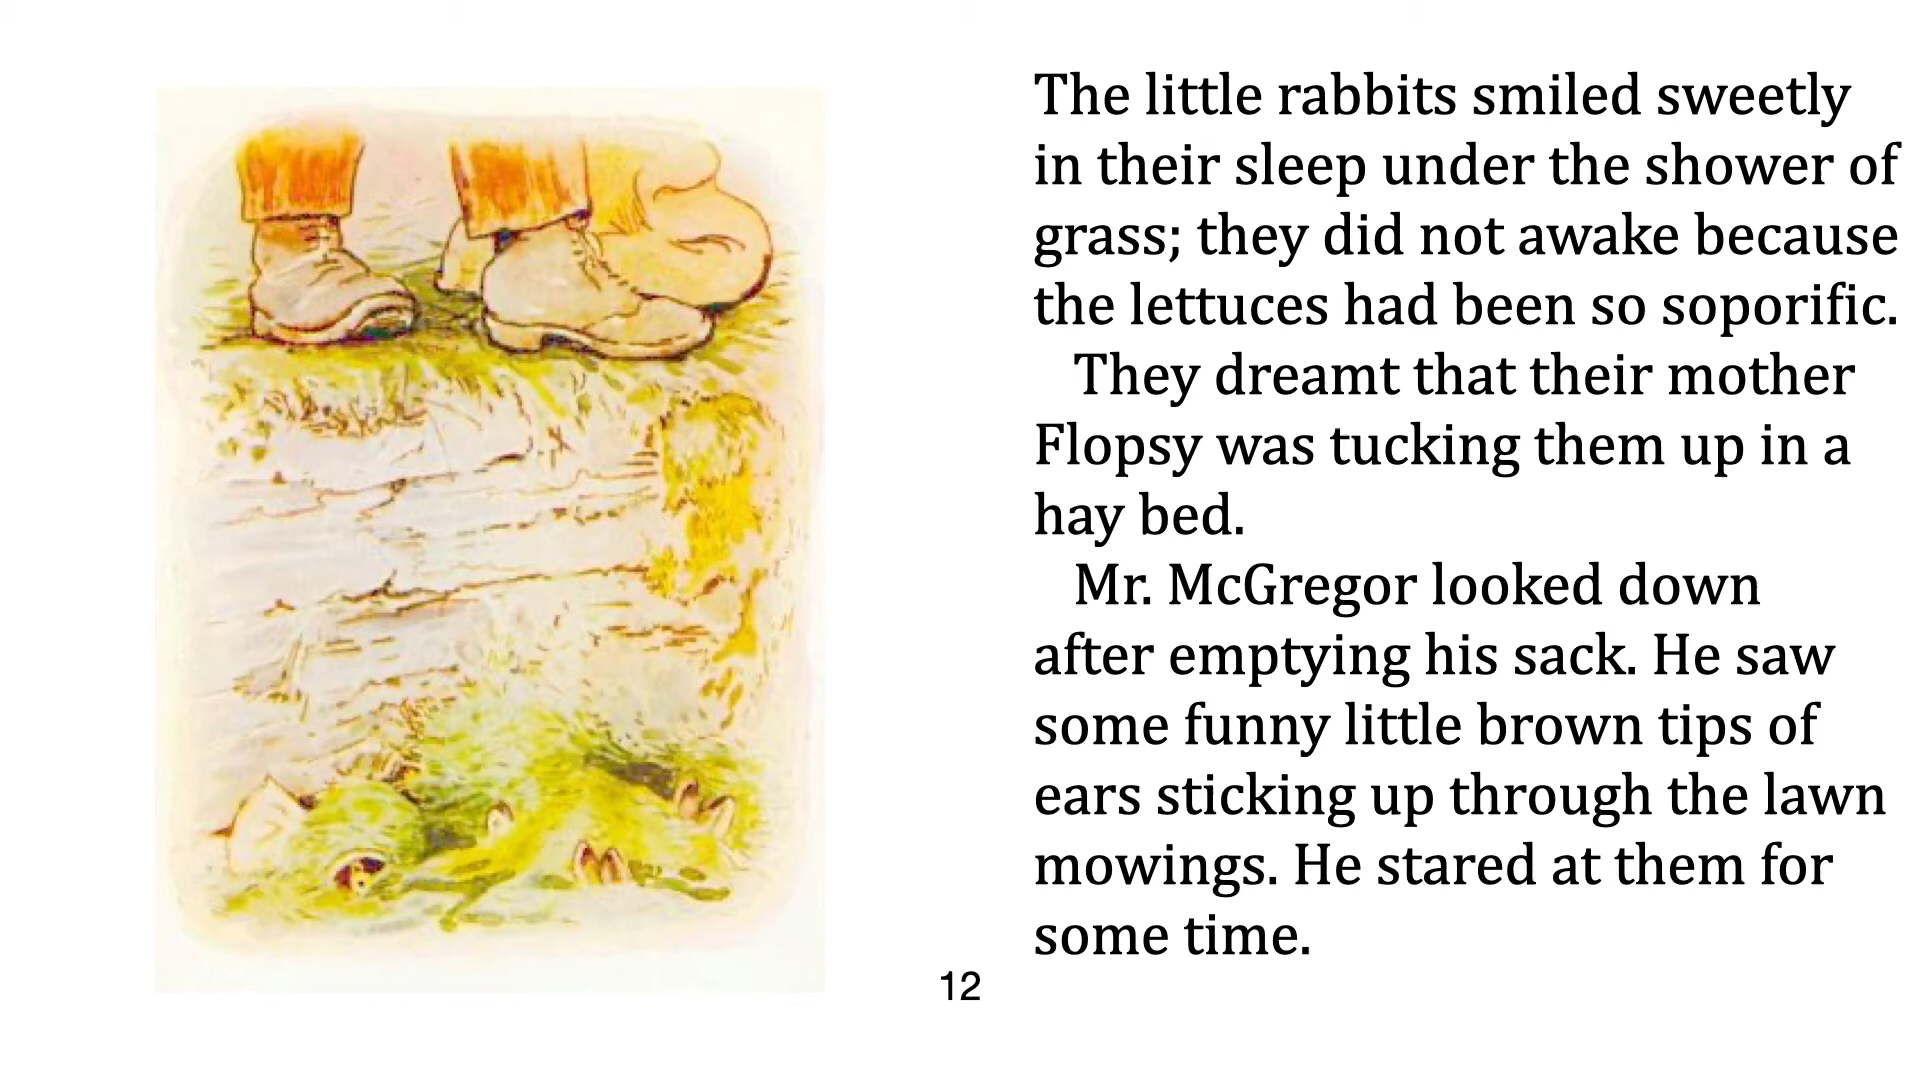 The little rabbits smiled sweetly
in their sleep under the shower of
grass; they did not awake because
the lettuces had been so soporific.
They dreamt that their mother
Flopsy was tucking them up in a
hay bed.
Mr. McGregor looked down
after emptying his sack. He saw
some funny little brown tips of
ears sticking up through the lawn
mowings. He stared at them for
some time.
12